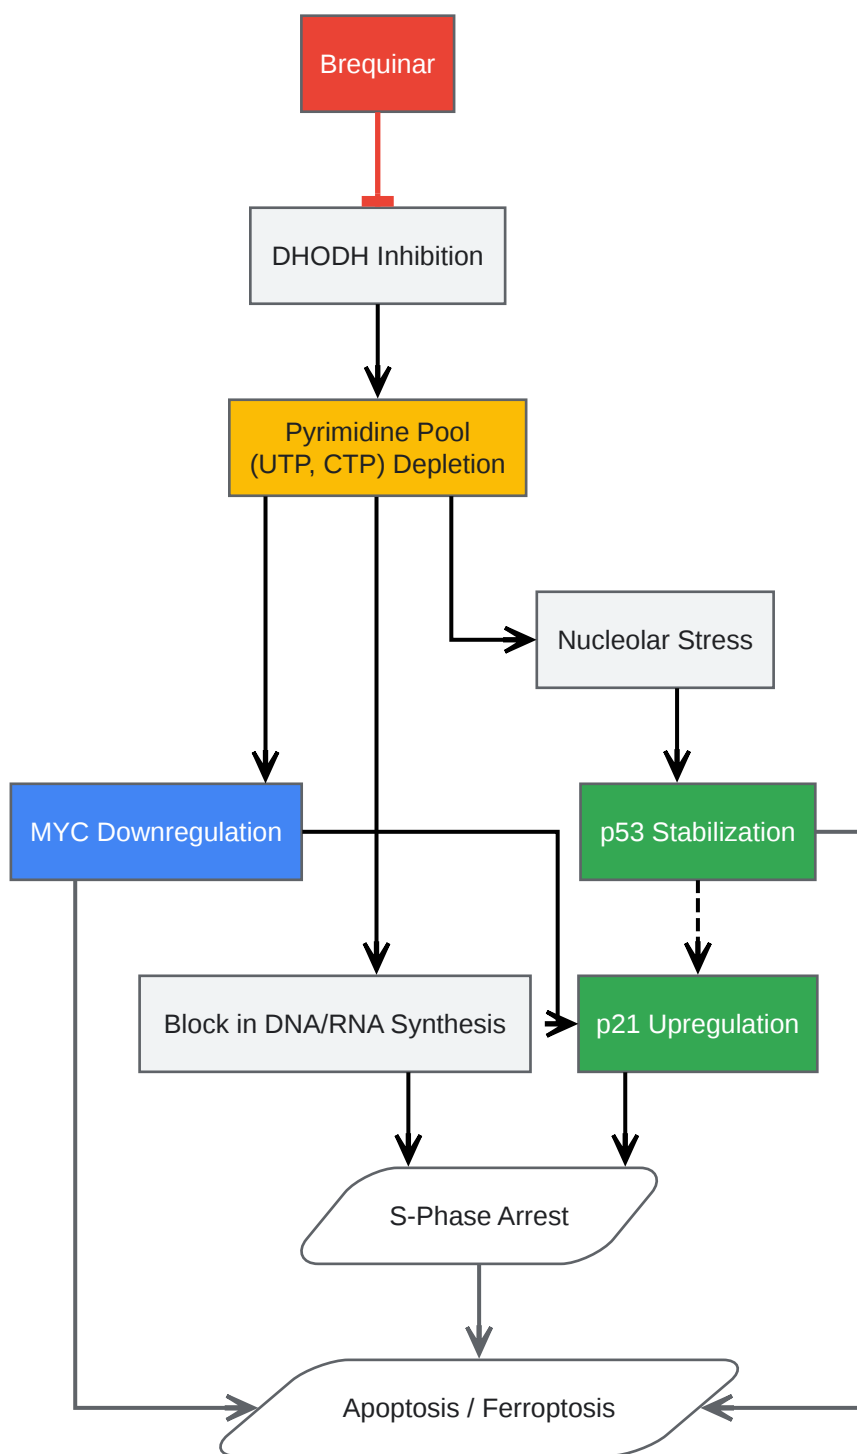 Brequinar
DHODH Inhibition
Pyrimidine Pool
(UTP, CTP) Depletion
Nucleolar Stress
MYC Downregulation
p53 Stabilization
Block in DNA/RNA Synthesis
p21 Upregulation
S-Phase Arrest
Apoptosis / Ferroptosis